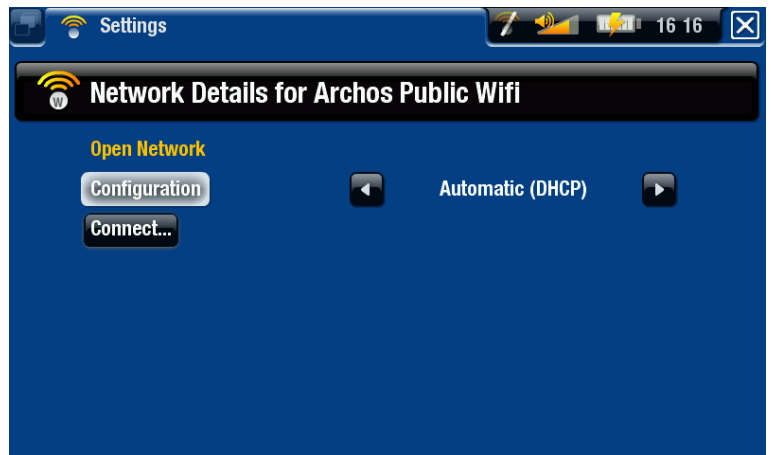 Settings
16 16
W
Network Details for Archos Public Wifi
Open Network
Configuration
Automatic (DHCP)
Connect...